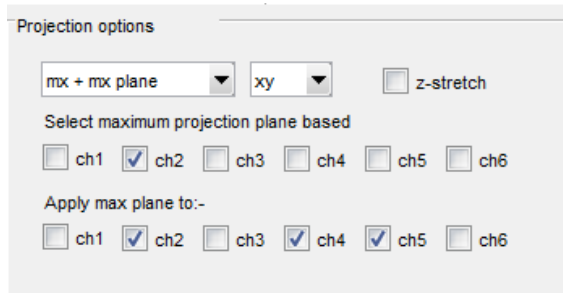 Projection options
mx + mx plane xy z-stretch
Select maximum projection plane based
ch1 ch2 ch3 ch4 ch5 ch6
Apply max plane to:-
ch1 ch2 ch3 ch4 ch5 ch6